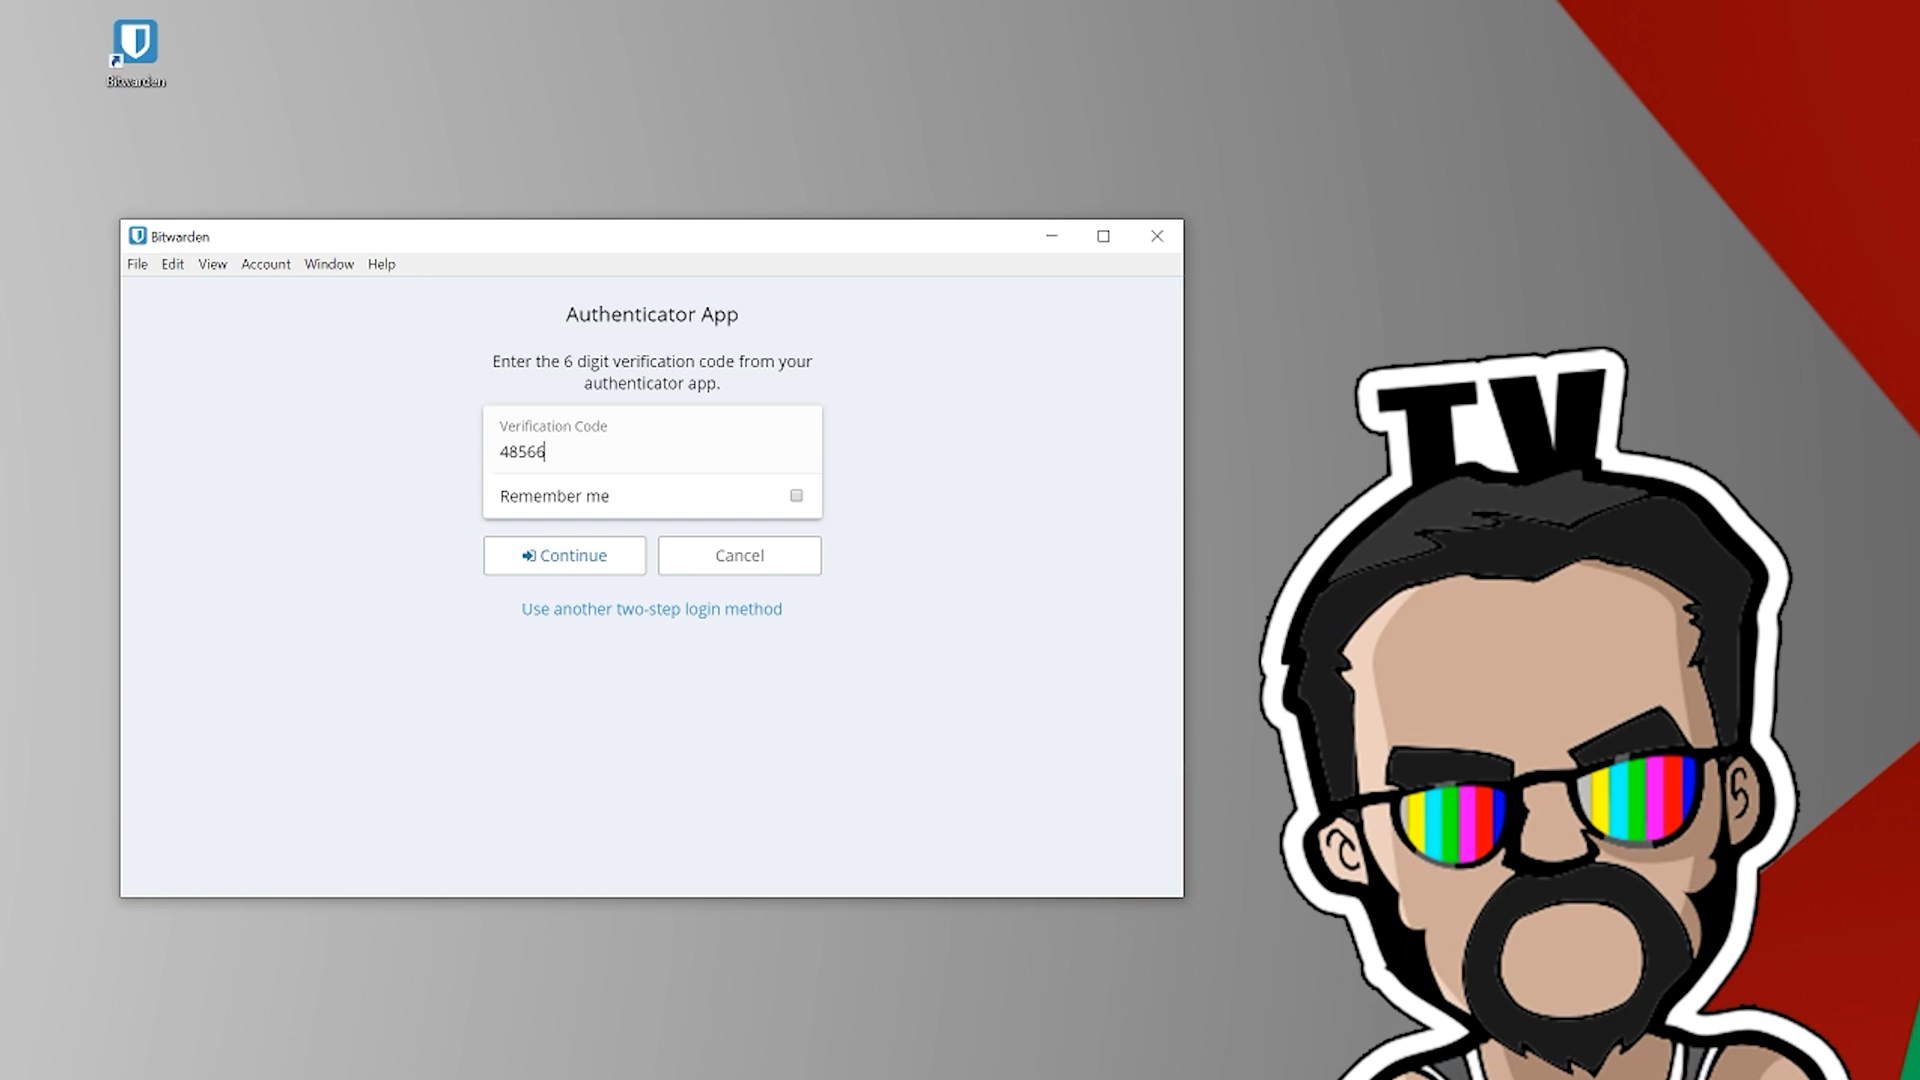 Bitwarden
Bitwarden
File Edit View Account Window Help
Authenticator App
Enter the 6 digit verification code from your
authenticator app.
Verification Code
48566
Remember me
Continue Cancel
Use another two-step login method
TV